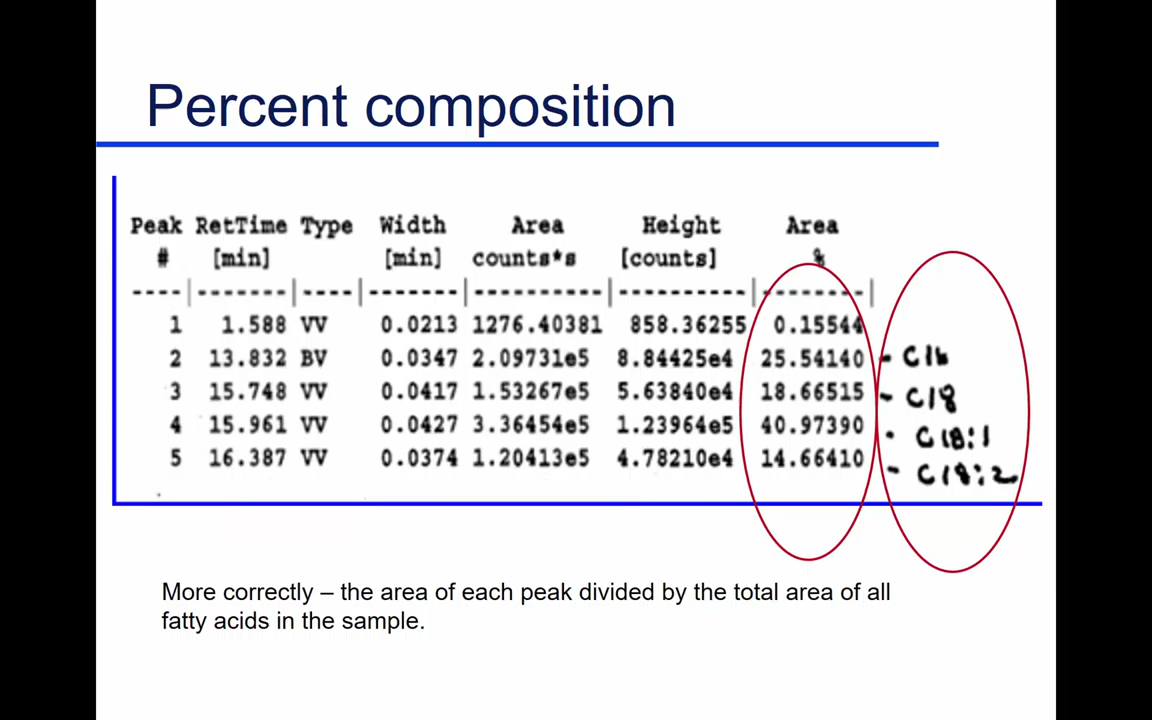 Percent composition
Peak RetTime Type Width Area Height Area
# [min] [min] counts*s [counts] %
----|-------|----|-------|----------|----------|--------|
1 1.588 VV 0.0213 1276.40381 858.36255 0.15544
2 13.832 BV 0.0347 2.09731e5 8.84425e4 25.54140 - C16
3 15.748 VV 0.0417 1.53267e5 5.63840e4 18.66515 - C18
4 15.961 VV 0.0427 3.36454e5 1.23964e5 40.97390 - C18:1
5 16.387 VV 0.0374 1.20413e5 4.78210e4 14.66410 - C18:2
More correctly – the area of each peak divided by the total area of all
fatty acids in the sample.